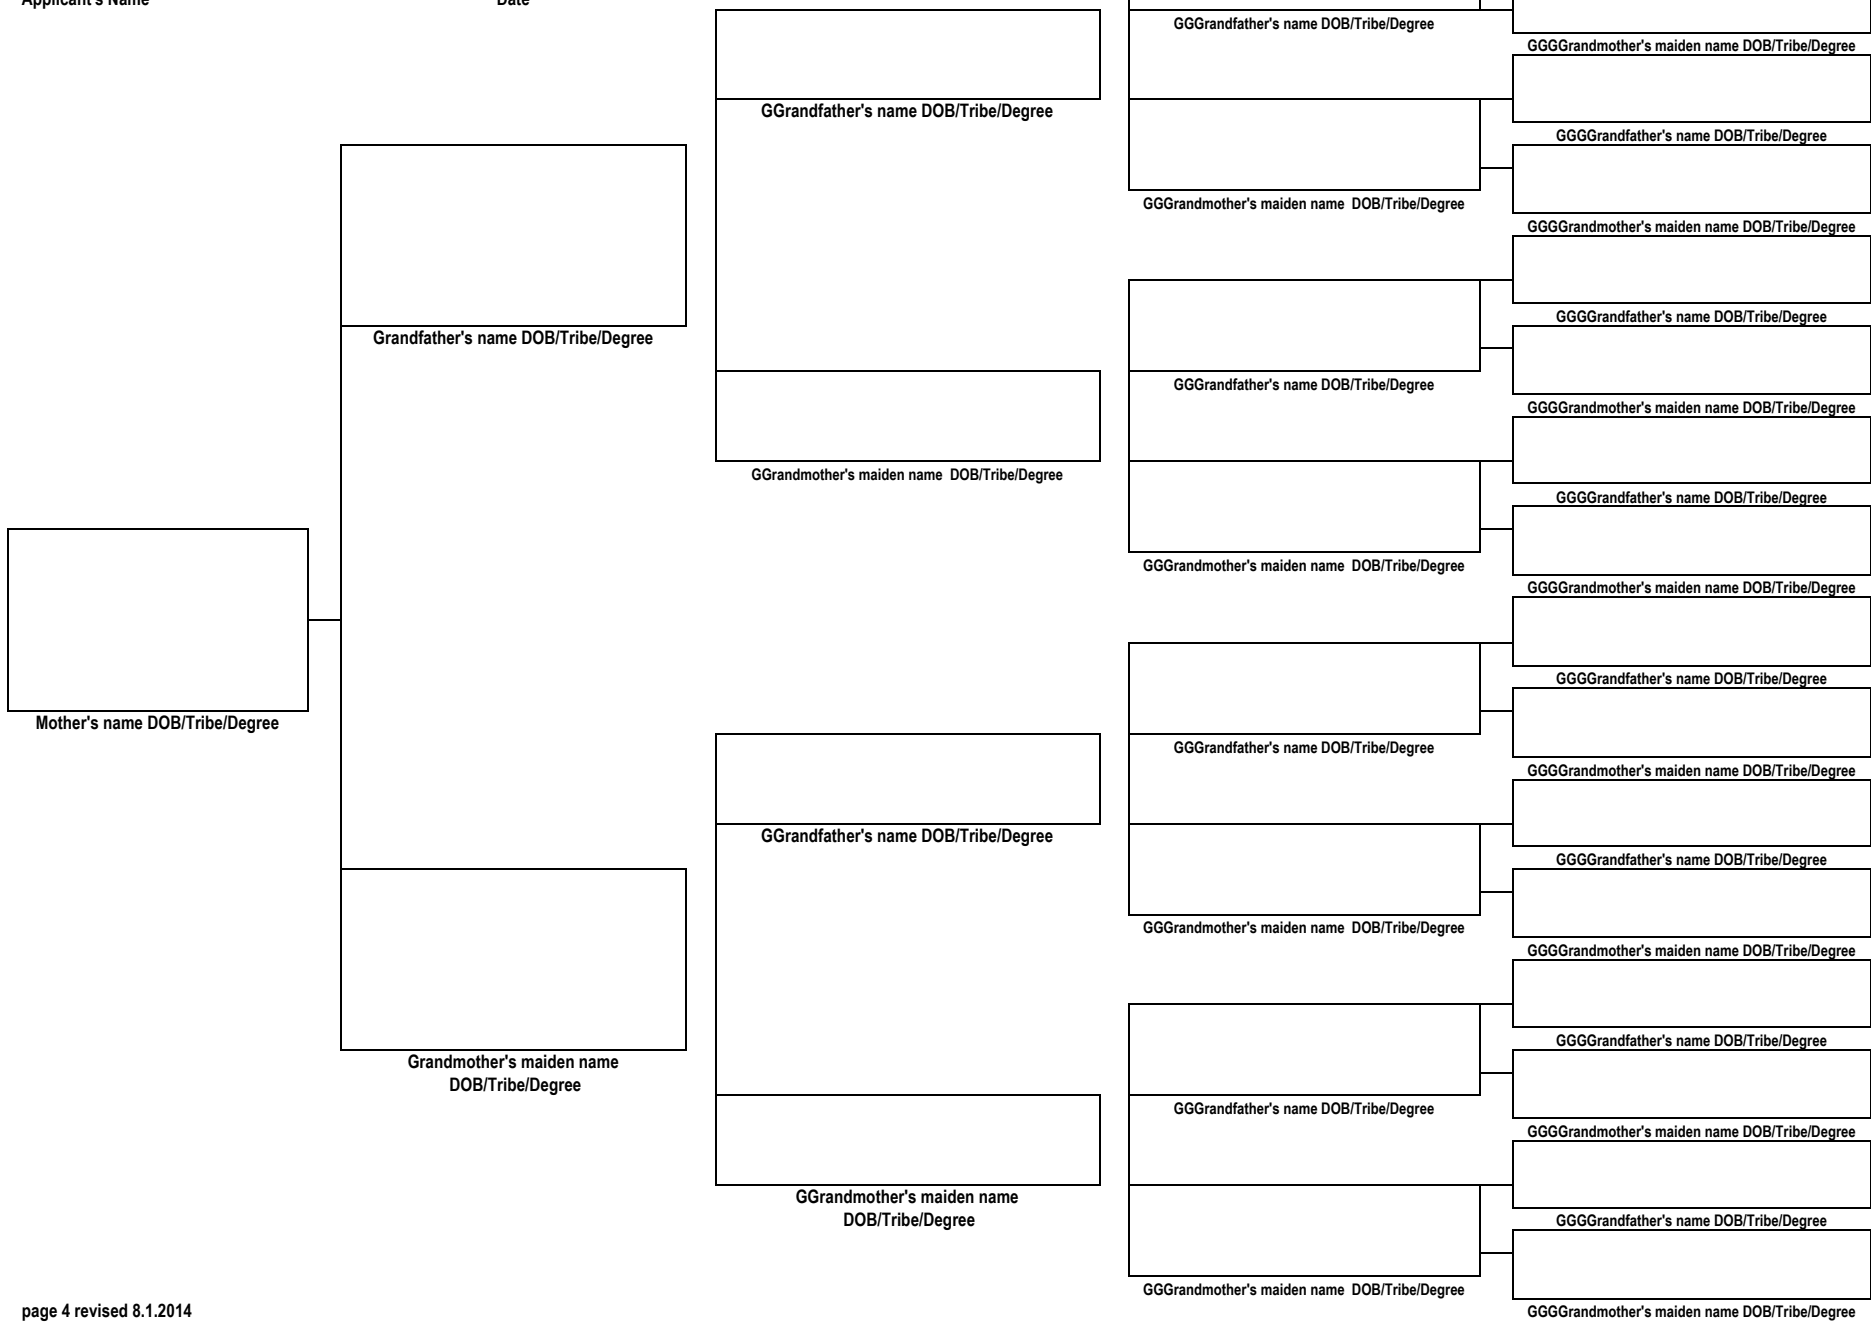 Applicant's Name
Date
GGGrandfather's name DOB/Tribe/Degree
GGGGrandmother's maiden name DOB/Tribe/Degree
GGrandfather's name DOB/Tribe/Degree
GGGGrandfather's name DOB/Tribe/Degree
GGGrandmother's maiden name DOB/Tribe/Degree
GGGGrandmother's maiden name DOB/Tribe/Degree
GGGGrandfather's name DOB/Tribe/Degree
Grandfather's name DOB/Tribe/Degree
GGGrandfather's name DOB/Tribe/Degree
GGGGrandmother's maiden name DOB/Tribe/Degree
GGrandmother's maiden name DOB/Tribe/Degree
GGGGrandfather's name DOB/Tribe/Degree
GGGrandmother's maiden name DOB/Tribe/Degree
GGGGrandmother's maiden name DOB/Tribe/Degree
GGGGrandfather's name DOB/Tribe/Degree
Mother's name DOB/Tribe/Degree
GGGrandfather's name DOB/Tribe/Degree
GGGGrandmother's maiden name DOB/Tribe/Degree
GGrandfather's name DOB/Tribe/Degree
GGGGrandfather's name DOB/Tribe/Degree
GGGrandmother's maiden name DOB/Tribe/Degree
GGGGrandmother's maiden name DOB/Tribe/Degree
GGGGrandfather's name DOB/Tribe/Degree
Grandmother's maiden name
DOB/Tribe/Degree
GGGrandfather's name DOB/Tribe/Degree
GGGGrandmother's maiden name DOB/Tribe/Degree
GGrandmother's maiden name
DOB/Tribe/Degree
GGGGrandfather's name DOB/Tribe/Degree
GGGrandmother's maiden name DOB/Tribe/Degree
page 4 revised 8.1.2014
GGGGrandmother's maiden name DOB/Tribe/Degree